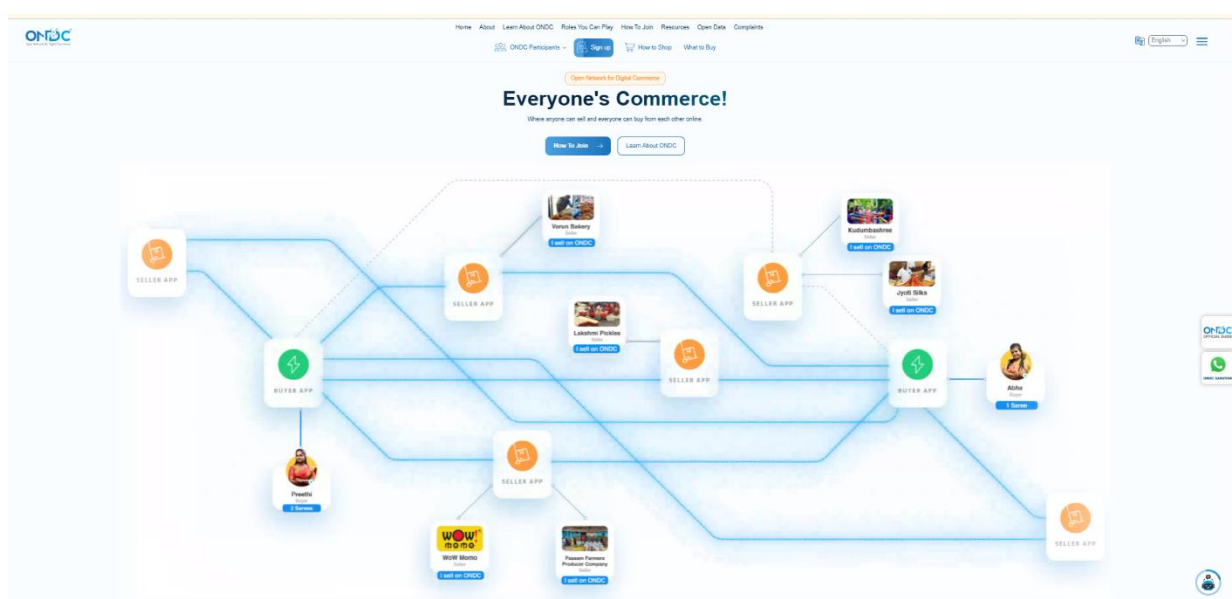 Home About Learn About ONDC Roles You Can Play How To Join Resources Open Data Complaints
ONDC
ONDC Participants Sign up How to Shop What to Buy
English
Open Network for Digital Commerce
Everyone's Commerce!
Where anyone can sell and everyone can buy from each other online.
How To Join → Learn About ONDC
Varun Bakery
Seller
I sell on ONDC
Kudumbashree
Seller
I sell on ONDC
SELLER APP
SELLER APP
SELLER APP
Jyoti Silks
Seller
I sell on ONDC
Lakshmi Pickles
Seller
I sell on ONDC
SELLER APP
BUYER APP
BUYER APP
Abha
Buyer
1 Saree
ONDC
OFFICIAL GUIDE
SELLER APP
Preethi
Buyer
2 Sarees
WOW!
momo
WoW Momo
Seller
I sell on ONDC
Paasam Farmers
Producer Company
Seller
I sell on ONDC
SELLER APP